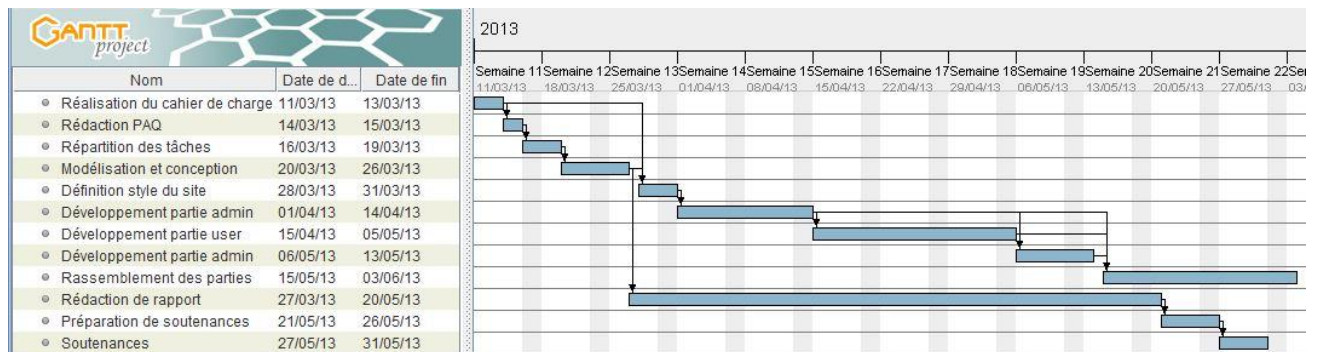 GANTT
project
2013
Nom Date de d... Date de fin
Semaine 11 Semaine 12 Semaine 13 Semaine 14 Semaine 15 Semaine 16 Semaine 17 Semaine 18 Semaine 19 Semaine 20 Semaine 21 Semaine 22 Se
11/03/13 18/03/13 25/03/13 01/04/13 08/04/13 15/04/13 22/04/13 29/04/13 06/05/13 13/05/13 20/05/13 27/05/13 03/
Réalisation du cahier de charge 11/03/13 13/03/13
Rédaction PAQ 14/03/13 15/03/13
Répartition des tâches 16/03/13 19/03/13
Modélisation et conception 20/03/13 26/03/13
Définition style du site 28/03/13 31/03/13
Développement partie admin 01/04/13 14/04/13
Développement partie user 15/04/13 05/05/13
Développement partie admin 06/05/13 13/05/13
Rassemblement des parties 15/05/13 03/06/13
Rédaction de rapport 27/03/13 20/05/13
Préparation de soutenances 21/05/13 26/05/13
Soutenances 27/05/13 31/05/13